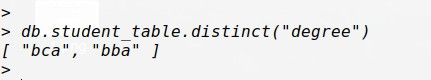 >
> db.student_table.distinct("degree")
[ "bca", "bba" ]
>